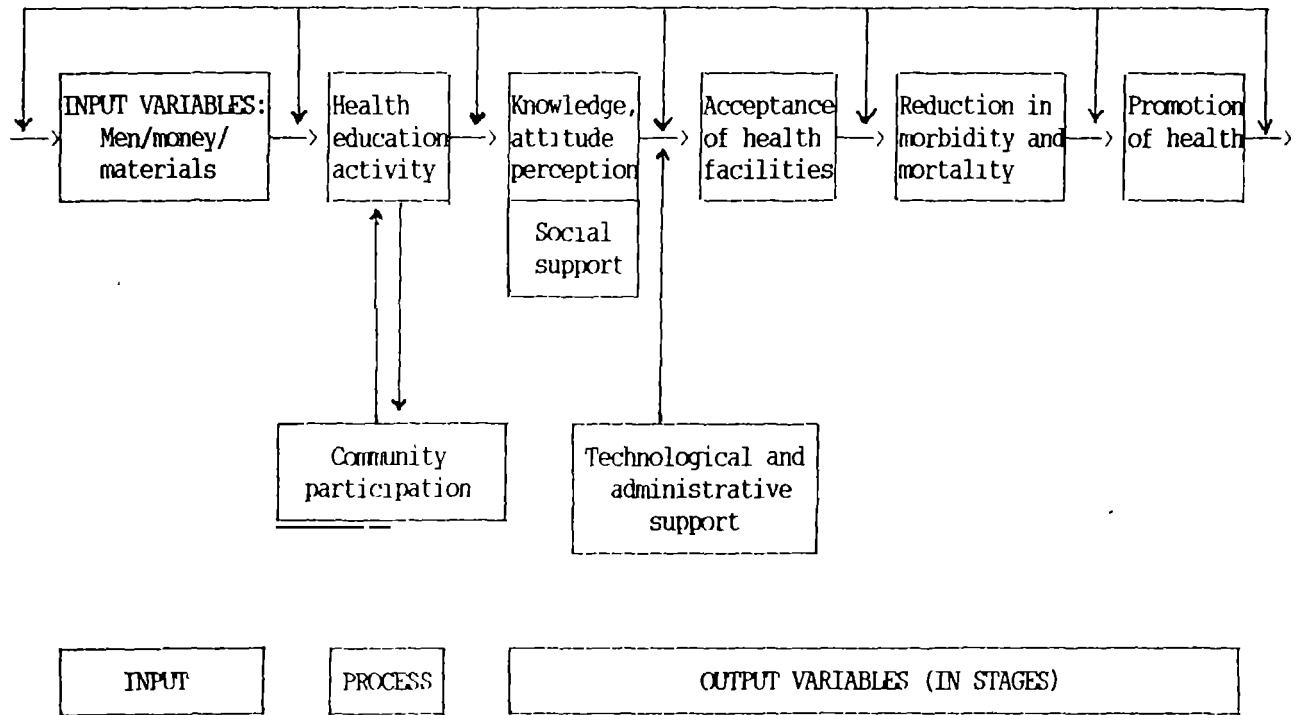 INPUT VARIABLES:
Men/money/
materials
Health
education
activity
Knowledge,
attitude
perception
Social
support
Acceptance
of health
facilities
Reduction in
morbidity and
mortality
Promotion
of health
Community
participation
Technological and
administrative
support
INPUT
PROCESS
OUTPUT VARIABLES (IN STAGES)